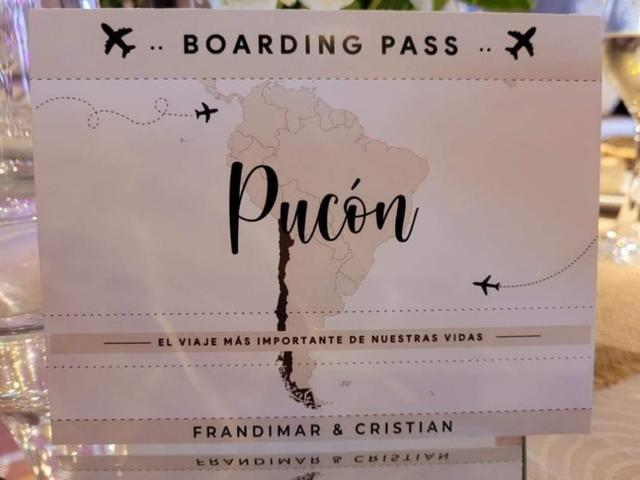 BOARDING PASS
Pucón
EL VIAJE MÁS IMPORTANTE DE NUESTRAS VIDAS
FRANDIMAR & CRISTIAN